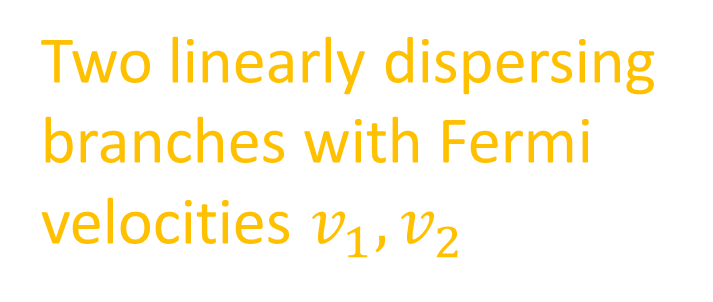 Two linearly dispersing
branches with Fermi
velocities 𝑣₁, 𝑣₂